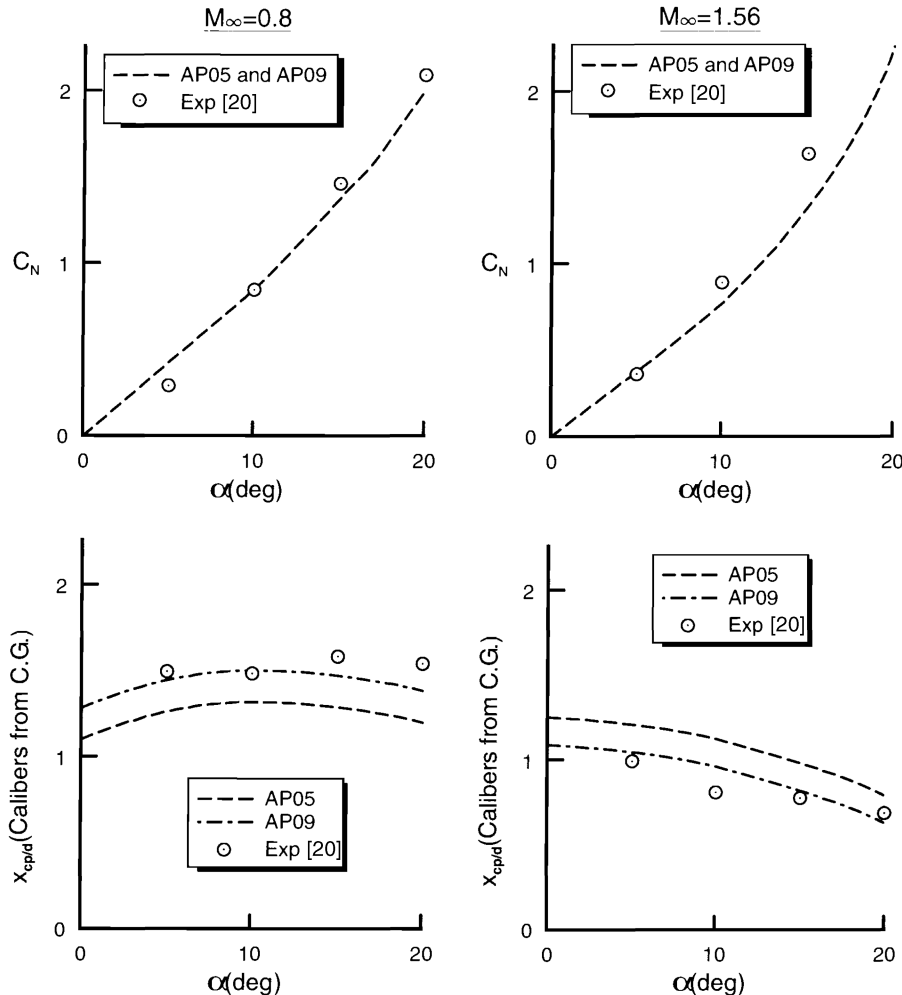 M∞=0.8
AP05 and AP09
Exp [20]
2
1
0
C_N
0
10
20
α(deg)
M∞=1.56
AP05 and AP09
Exp [20]
2
1
0
C_N
0
10
20
α(deg)
2
1
0
x_cp/d(Calibers from C.G.)
AP05
AP09
Exp [20]
0
10
20
α(deg)
AP05
AP09
Exp [20]
2
1
0
x_cp/d(Calibers from C.G.)
0
10
20
α(deg)